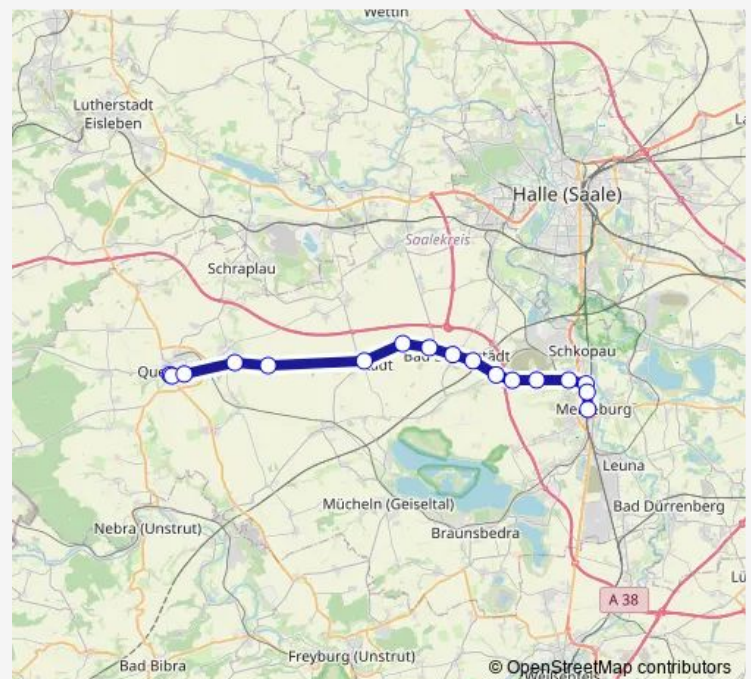 Wettin
Lutherstadt
Eisleben
Halle (Saale)
Saalekreis
Schraplau
Schkopau
Leuna
Mücheln (Geiseltal)
Bad Dürrenberg
Braunsbedra
Nebra (Unstrut)
A 38
Freyburg (Unstrut)
Bad Bibra
© OpenStreetMap contributors